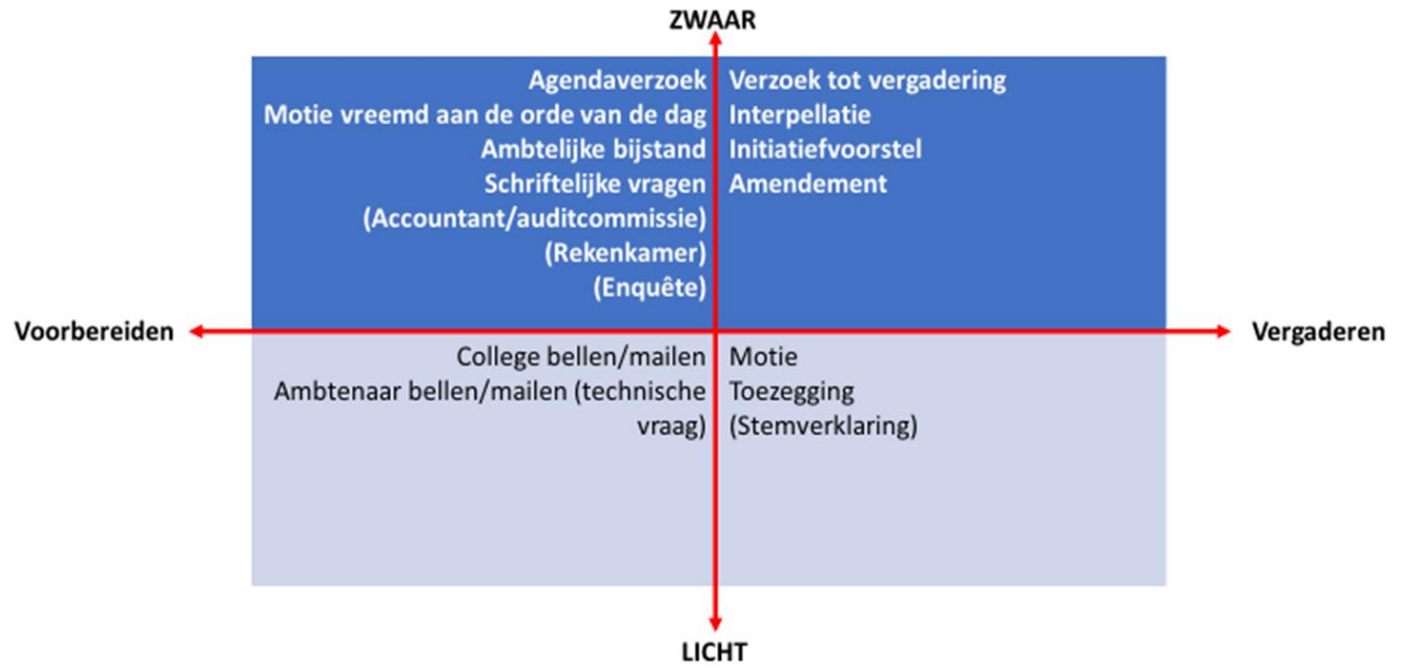 ZWAAR
Agendaverzoek
Motie vreemd aan de orde van de dag
Ambtelijke bijstand
Schriftelijke vragen
(Accountant/auditcommissie)
(Rekenkamer)
(Enquête)
Verzoek tot vergadering
Interpellatie
Initiatiefvoorstel
Amendement
Voorbereiden
Vergaderen
College bellen/mailen
Ambtenaar bellen/mailen (technische
vraag)
Motie
Toezegging
(Stemverklaring)
LICHT